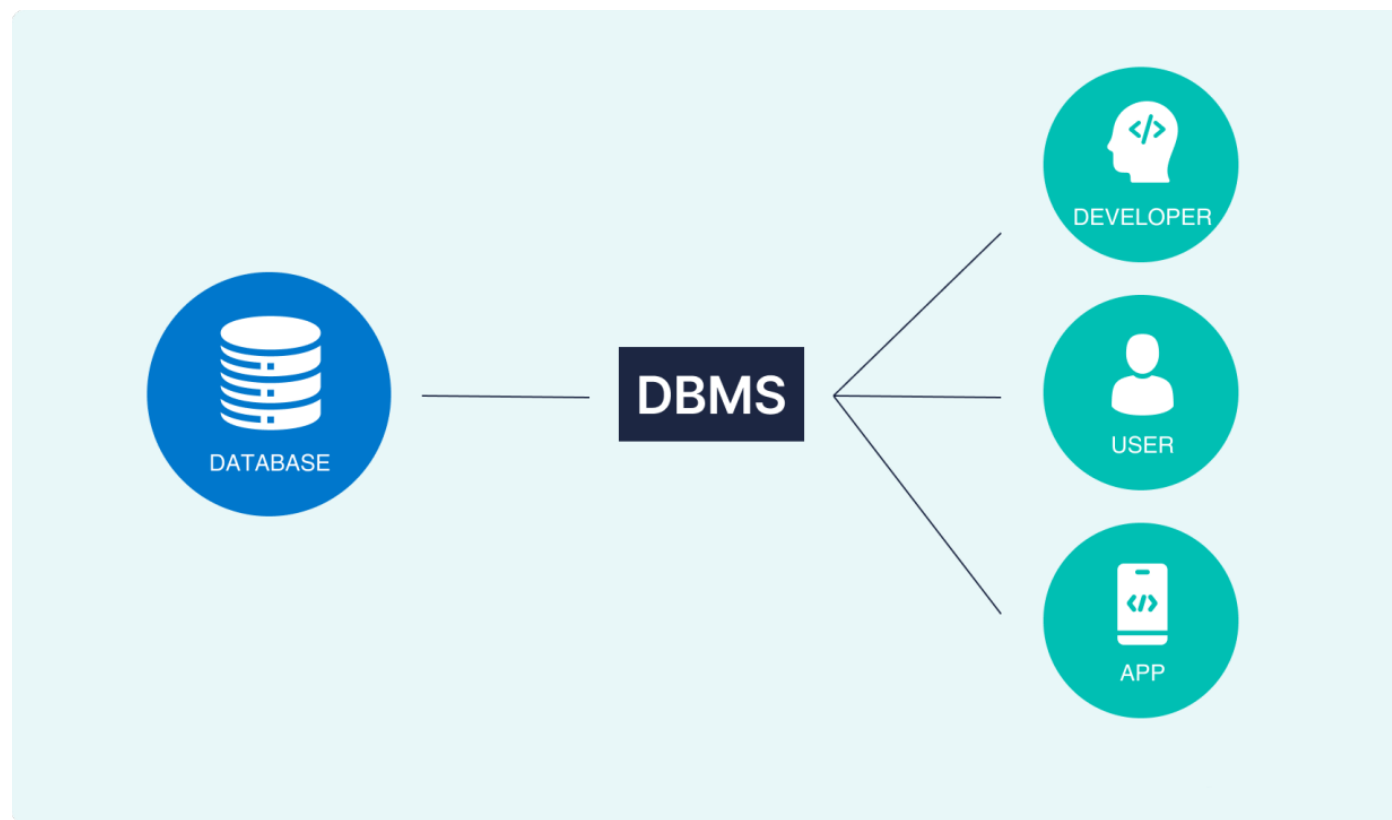 DATABASE
DBMS
</>
DEVELOPER
USER
</>
APP